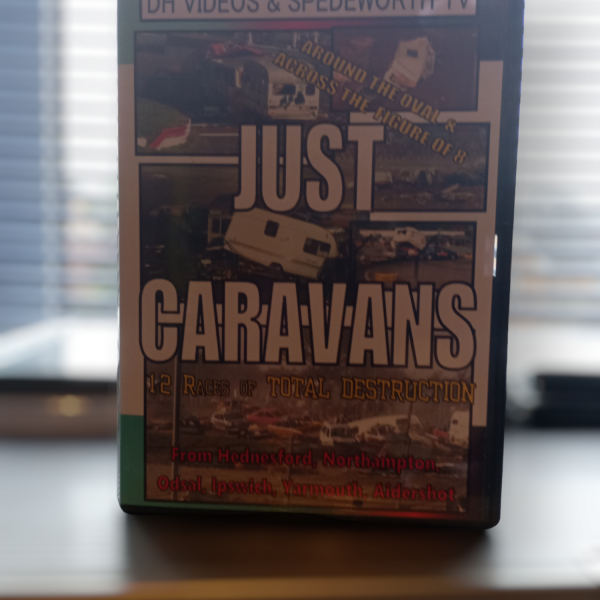 DH VIDEOS & SPEDEWORTH TV
AROUND THE OVAL &
ACROSS THE FIGURE OF 8
JUST
CARAVANS
12 RACES OF TOTAL DESTRUCTION
From Hednesford, Northampton,
Odsal, Ipswich, Yarmouth, Aldershot